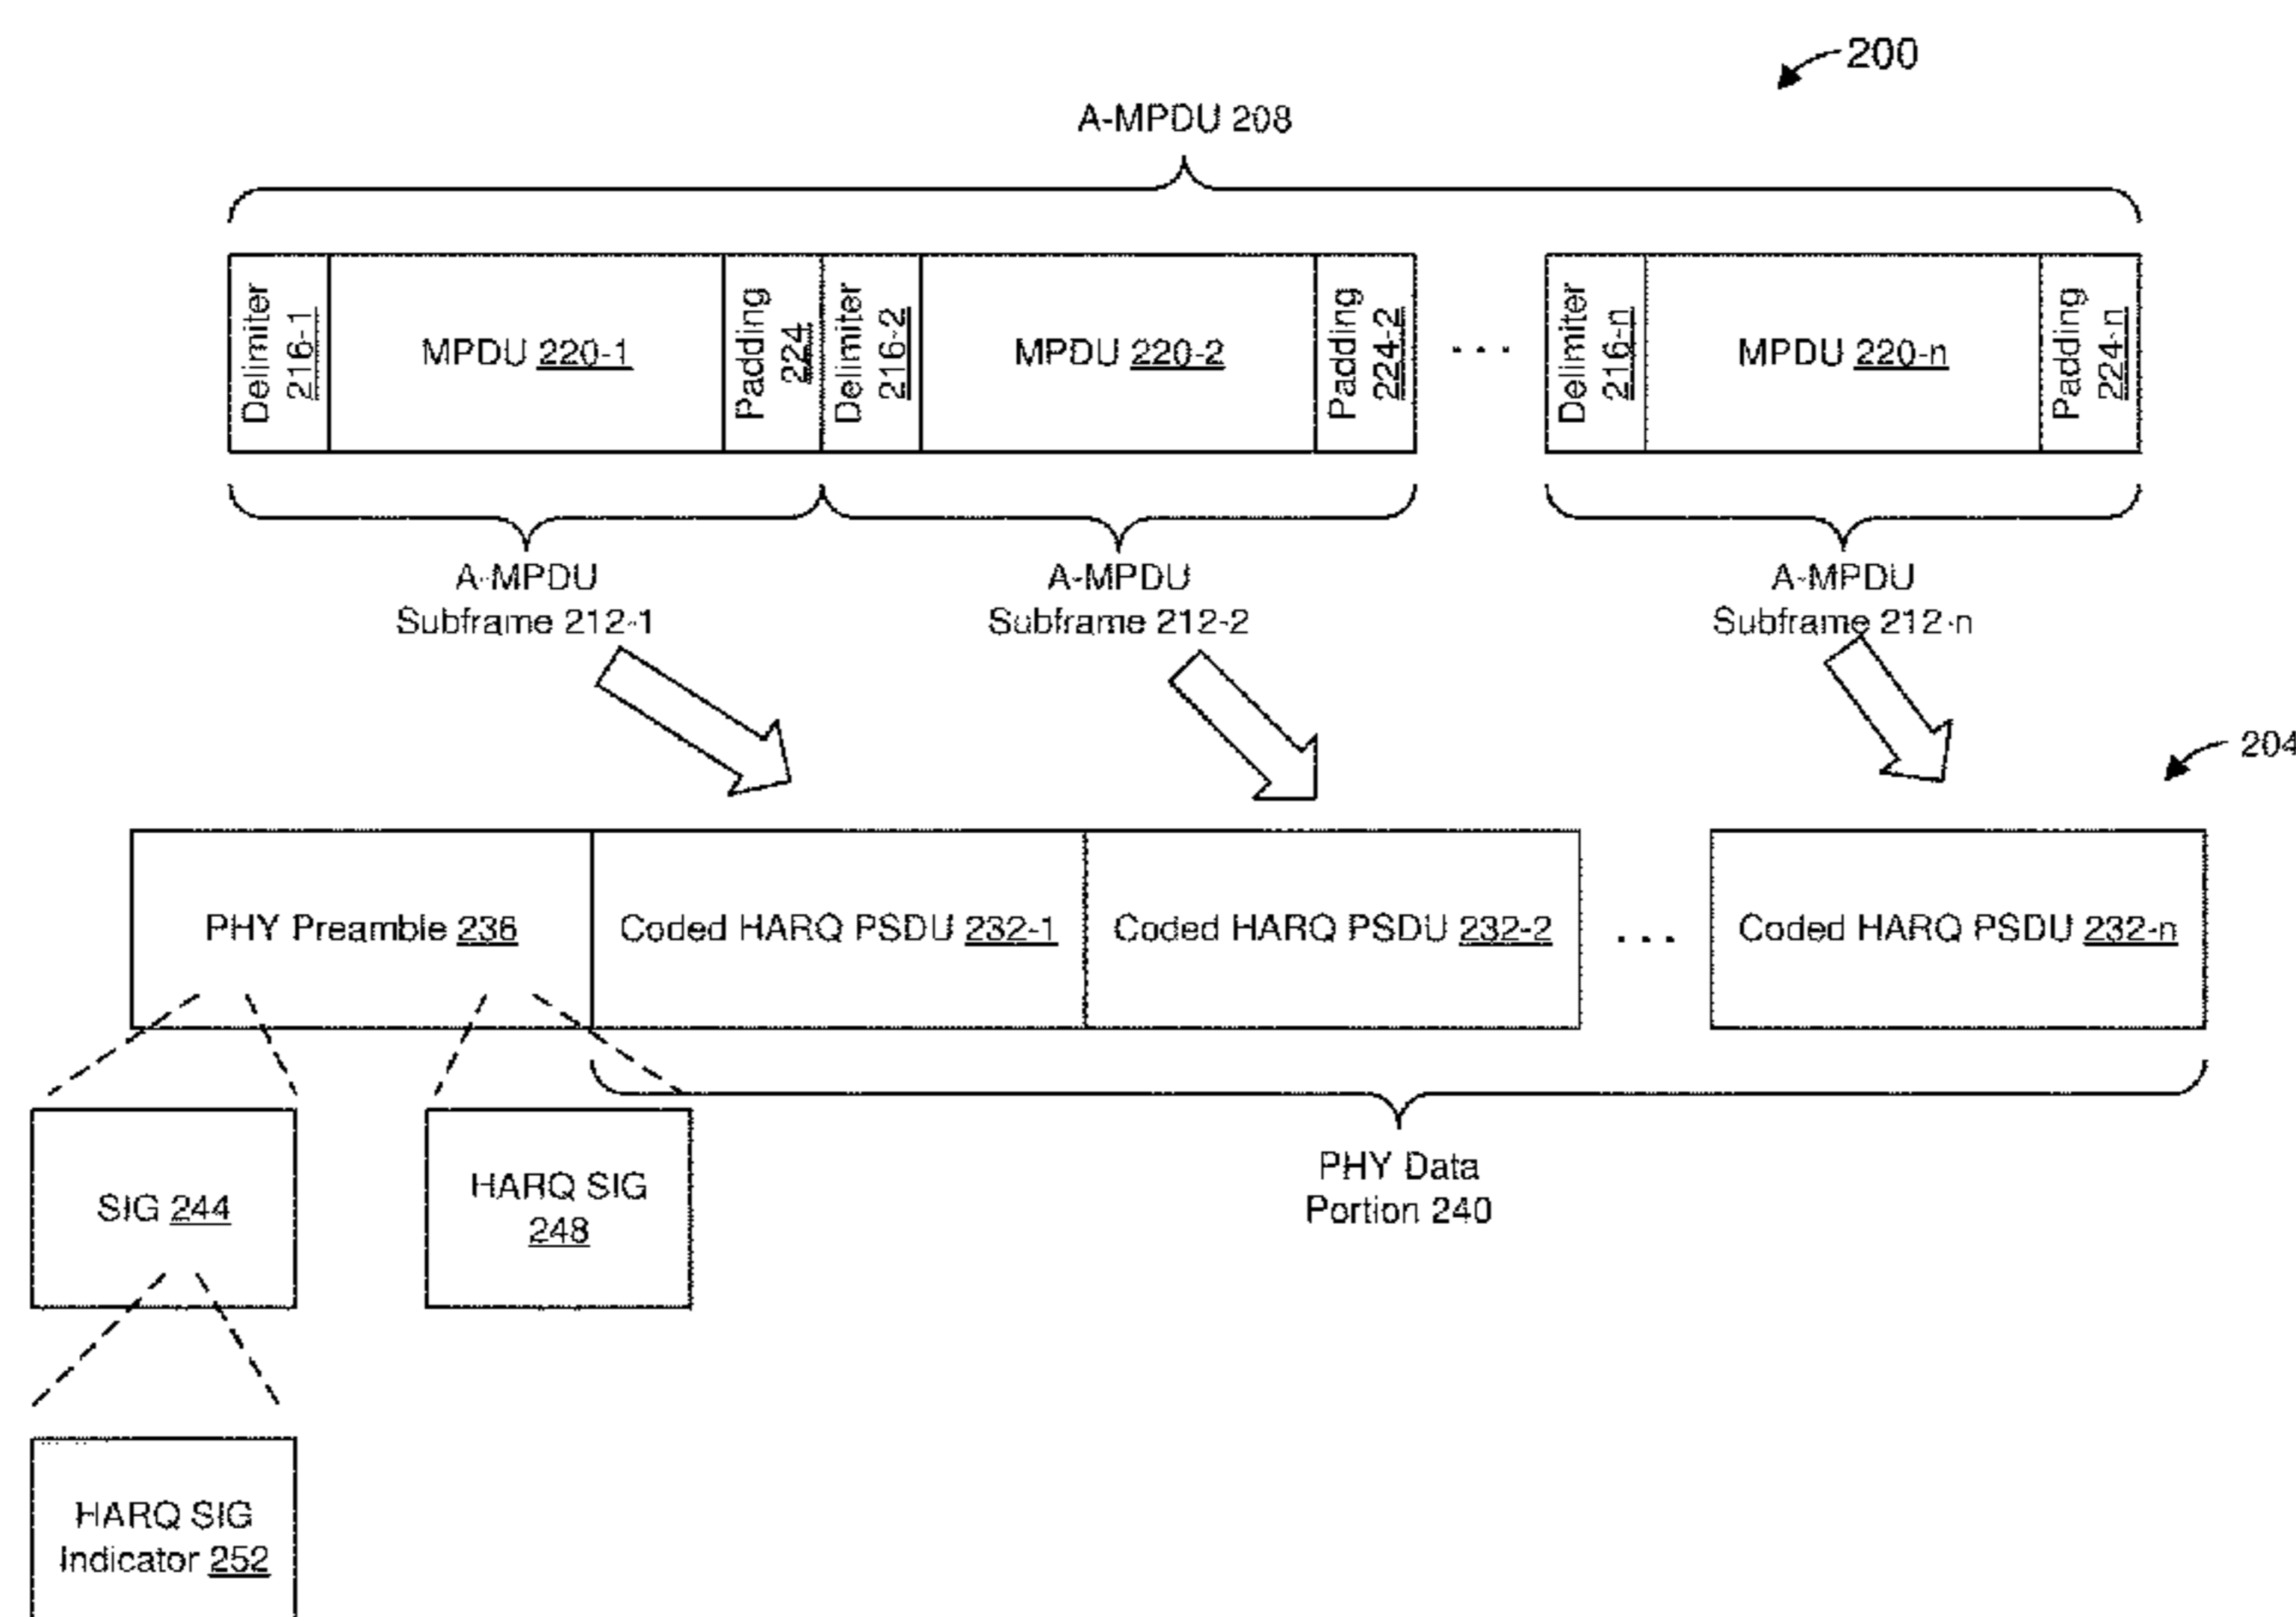 200
A-MPDU 208
Delimiter
216-1
MPDU 220-1
Padding
224
Delimiter
216-2
MPDU 220-2
Padding
224-2
...
Delimiter
216-n
MPDU 220-n
Padding
224-n
A-MPDU
Subframe 212-1
A-MPDU
Subframe 212-2
A-MPDU
Subframe 212-n
204
PHY Preamble 236
Coded HARQ PSDU 232-1
Coded HARQ PSDU 232-2
...
Coded HARQ PSDU 232-n
SIG 244
HARQ SIG
248
PHY Data
Portion 240
HARQ SIG
Indicator 252